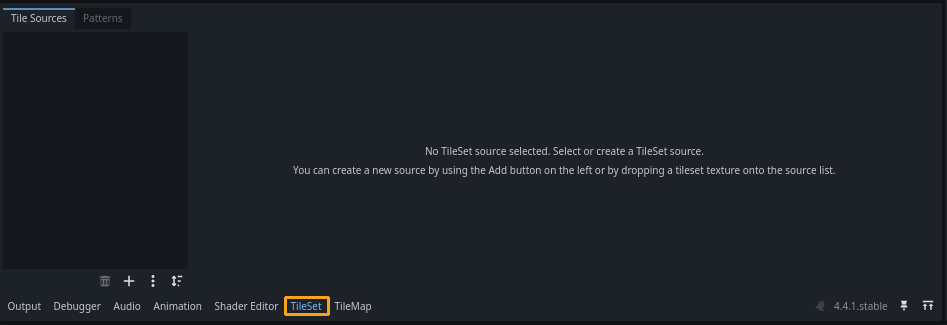 Tile Sources Patterns
No TileSet source selected. Select or create a TileSet source.
You can create a new source by using the Add button on the left or by dropping a tileset texture onto the source list.
Output Debugger Audio Animation Shader Editor TileSet TileMap 4.4.1.stable